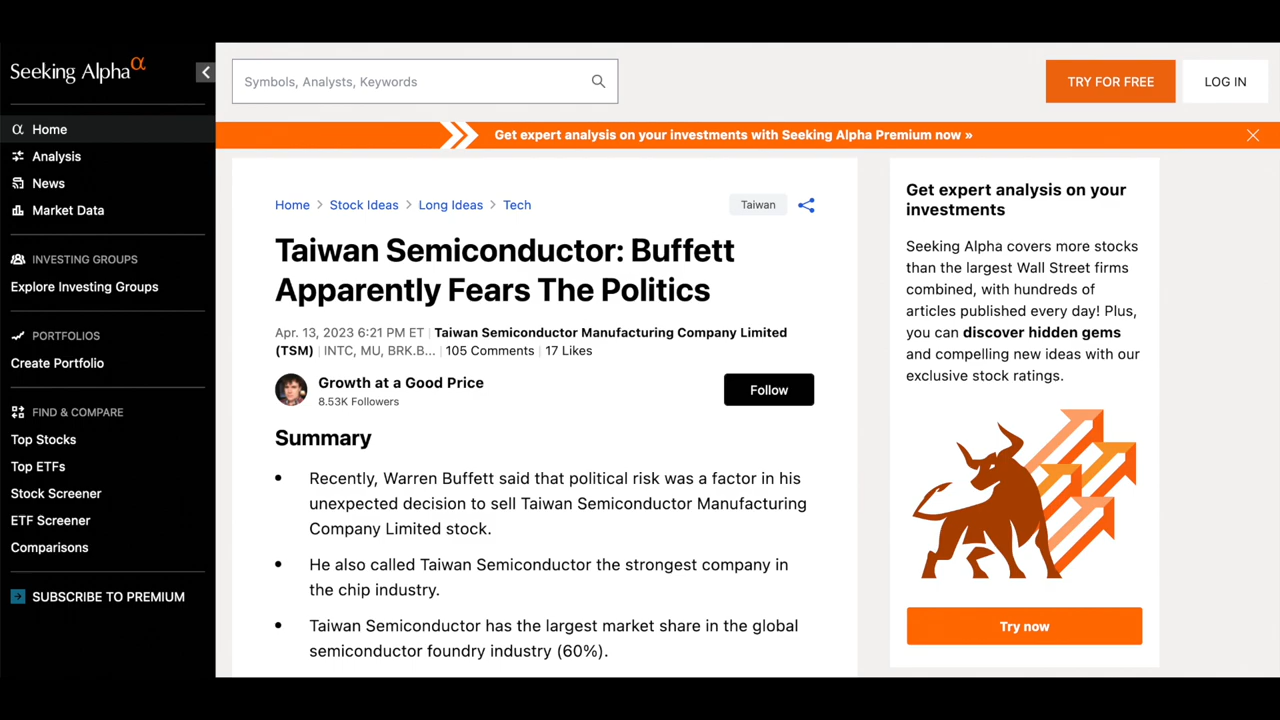 Seeking Alpha α
Home
Analysis
News
Market Data
INVESTING GROUPS
Explore Investing Groups
PORTFOLIOS
Create Portfolio
FIND & COMPARE
Top Stocks
Top ETFs
Stock Screener
ETF Screener
Comparisons
SUBSCRIBE TO PREMIUM
Symbols, Analysts, Keywords
TRY FOR FREE
LOG IN
Get expert analysis on your investments with Seeking Alpha Premium now »
Home > Stock Ideas > Long Ideas > Tech
Taiwan
Taiwan Semiconductor: Buffett
Apparently Fears The Politics
Apr. 13, 2023 6:21 PM ET | Taiwan Semiconductor Manufacturing Company Limited
(TSM) | INTC, MU, BRK.B... | 105 Comments | 17 Likes
Growth at a Good Price
8.53K Followers
Follow
Summary
• Recently, Warren Buffett said that political risk was a factor in his
unexpected decision to sell Taiwan Semiconductor Manufacturing
Company Limited stock.
• He also called Taiwan Semiconductor the strongest company in
the chip industry.
• Taiwan Semiconductor has the largest market share in the global
semiconductor foundry industry (60%).
Get expert analysis on your
investments
Seeking Alpha covers more stocks
than the largest Wall Street firms
combined, with hundreds of
articles published every day! Plus,
you can discover hidden gems
and compelling new ideas with our
exclusive stock ratings.
Try now